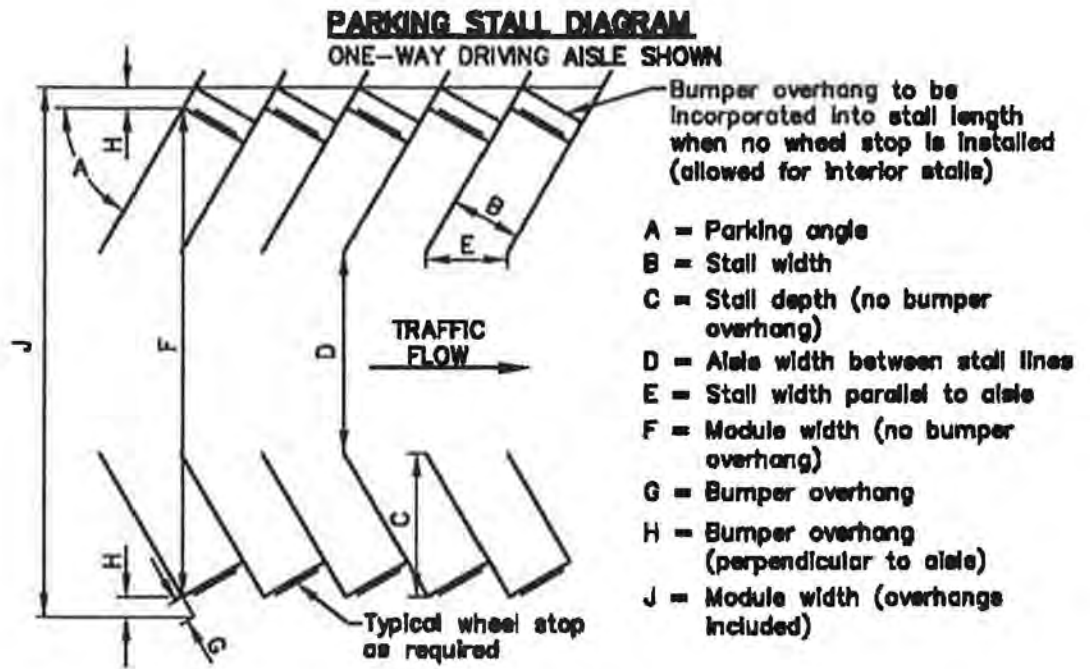 PARKING STALL DIAGRAM
ONE-WAY DRIVING AISLE SHOWN
Bumper overhang to be
incorporated into stall length
when no wheel stop is installed
(allowed for interior stalls)
H
A
B
E
A = Parking angle
B = Stall width
C = Stall depth (no bumper
overhang)
D = Aisle width between stall lines
E = Stall width parallel to aisle
F = Module width (no bumper
overhang)
G = Bumper overhang
H = Bumper overhang
(perpendicular to aisle)
J = Module width (overhangs
included)
J
F
D
TRAFFIC
FLOW
C
H
G
Typical wheel stop
as required